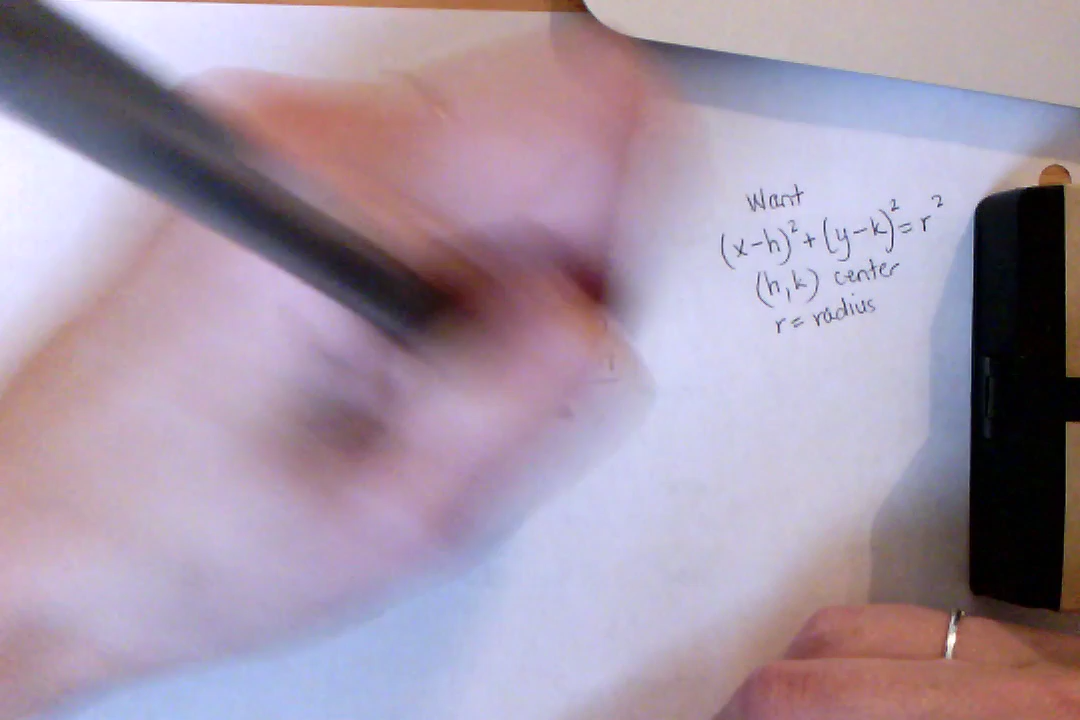 Want
(x-h)²+(y-k)²=r²
(h,k) center
r= radius